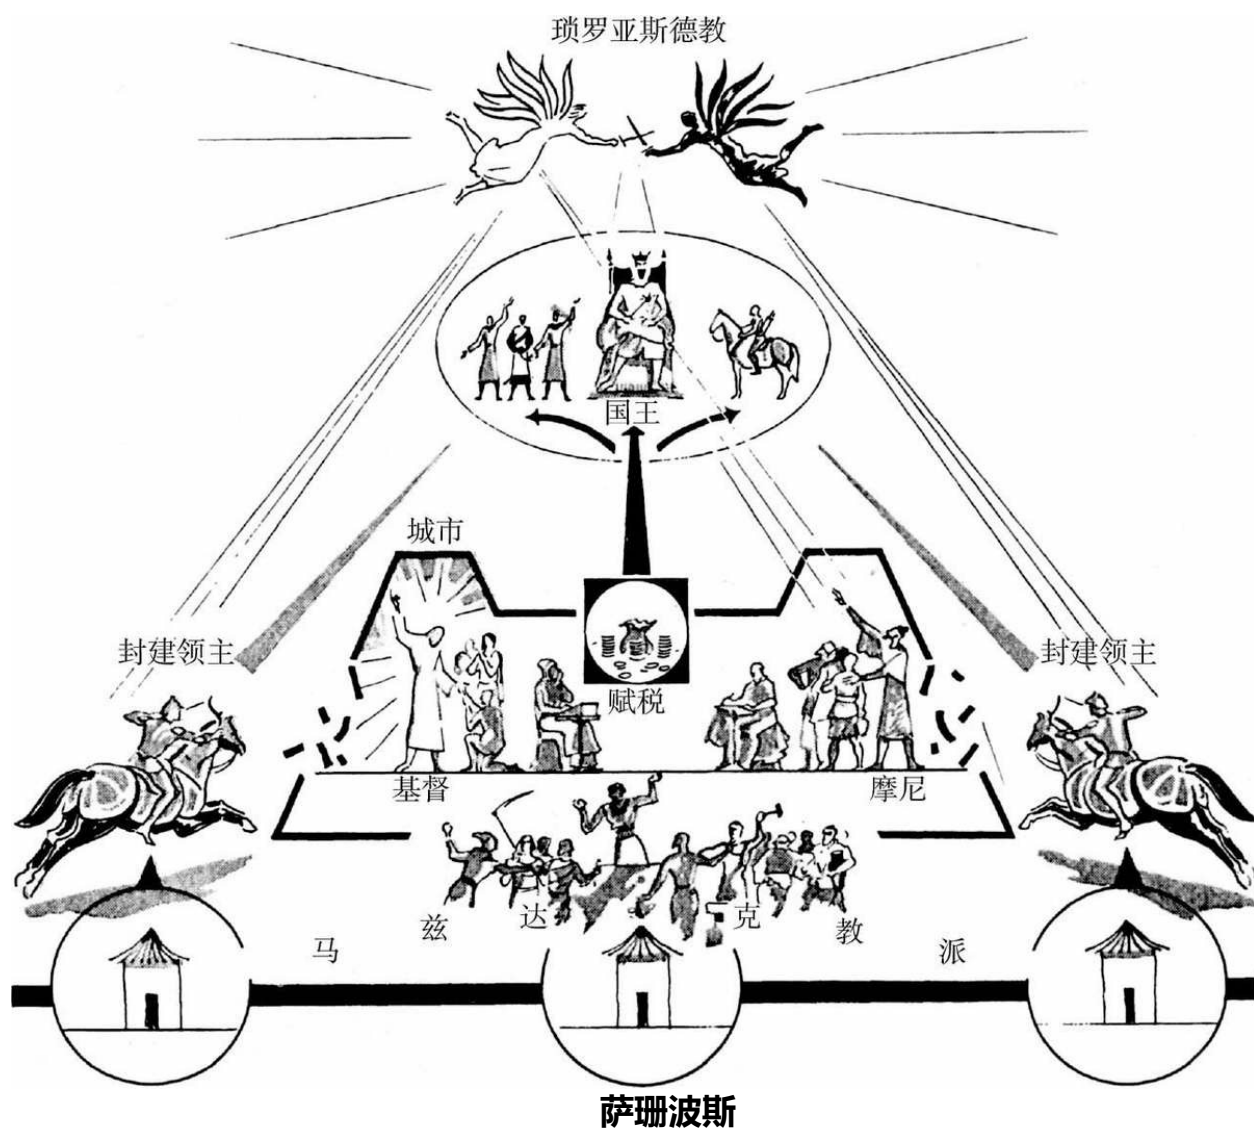 琐罗亚斯德教
国王
城市
封建领主
封建领主
赋税
基督
摩尼
马兹达克教派
萨珊波斯